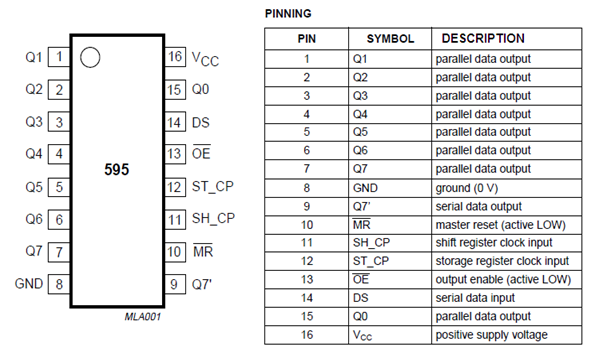 PINNING
PIN SYMBOL DESCRIPTION
1 Q1 parallel data output
2 Q2 parallel data output
3 Q3 parallel data output
4 Q4 parallel data output
5 Q5 parallel data output
6 Q6 parallel data output
7 Q7 parallel data output
8 GND ground (0 V)
9 Q7' serial data output
10 M̅R̅ master reset (active LOW)
11 SH_CP shift register clock input
12 ST_CP storage register clock input
13 O̅E̅ output enable (active LOW)
14 DS serial data input
15 Q0 parallel data output
16 VCC positive supply voltage
Q1 1 16 VCC
Q2 2 15 Q0
Q3 3 14 DS
Q4 4 13 O̅E̅
595
Q5 5 12 ST_CP
Q6 6 11 SH_CP
Q7 7 10 M̅R̅
GND 8 9 Q7'
MLA001